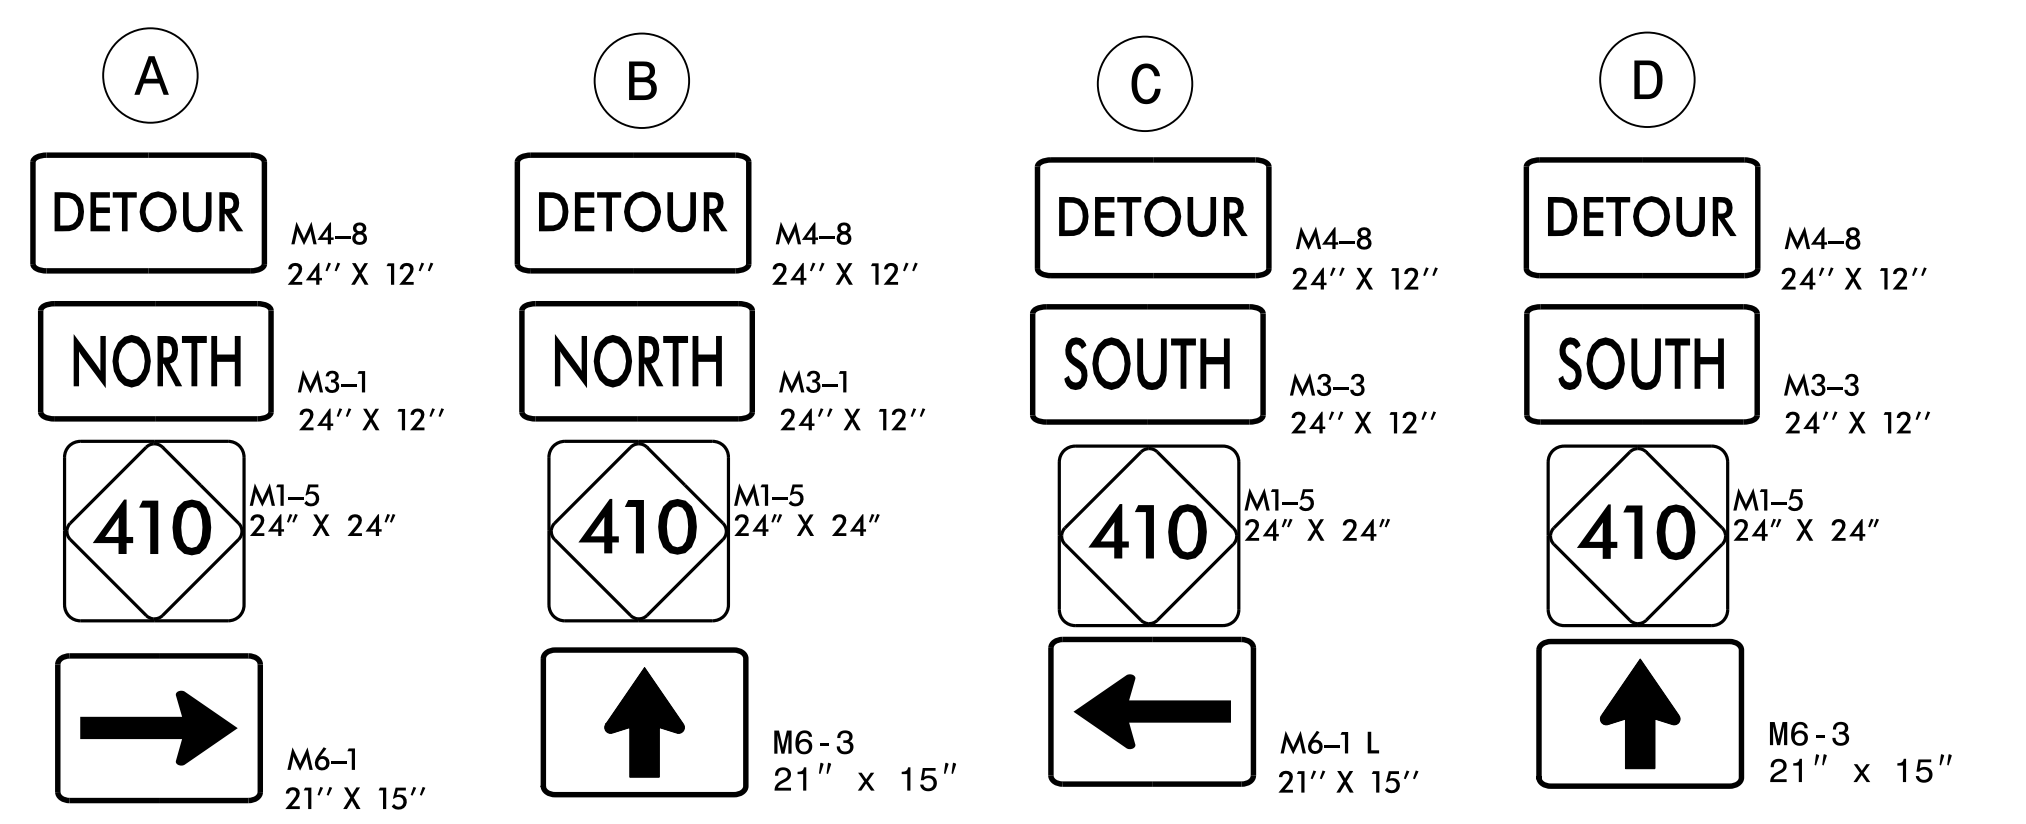 A
DETOUR
M4–8
24″ X 12″
NORTH
M3–1
24″ X 12″
410
M1–5
24″ X 24″
M6–1
21″ X 15″
B
DETOUR
M4–8
24″ X 12″
NORTH
M3–1
24″ X 12″
410
M1–5
24″ X 24″
M6-3
21″ x 15″
C
DETOUR
M4–8
24″ X 12″
SOUTH
M3–3
24″ X 12″
410
M1–5
24″ X 24″
M6–1 L
21″ X 15″
D
DETOUR
M4–8
24″ X 12″
SOUTH
M3–3
24″ X 12″
410
M1–5
24″ X 24″
M6-3
21″ x 15″